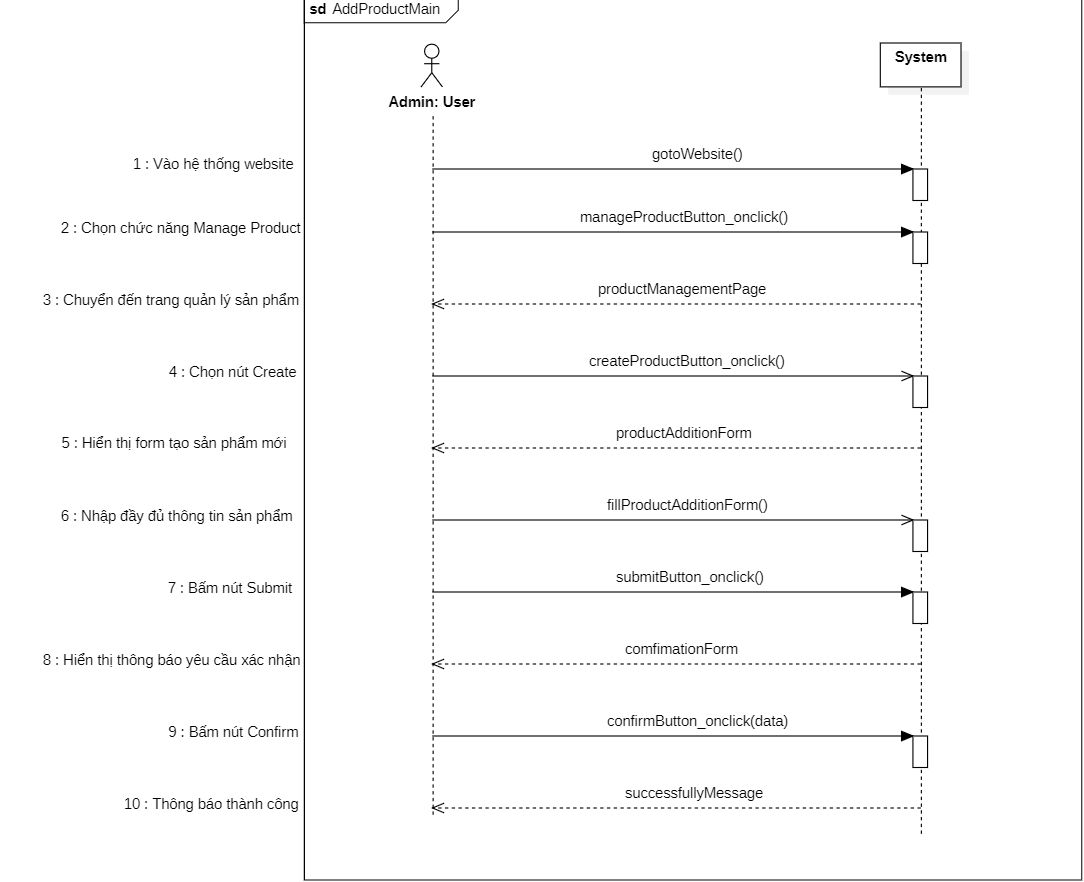 sd AddProductMain
System
Admin: User
gotoWebsite()
1 : Vào hệ thống website
manageProductButton_onclick()
2 : Chọn chức năng Manage Product
productManagementPage
3 : Chuyển đến trang quản lý sản phẩm
createProductButton_onclick()
4 : Chọn nút Create
productAdditionForm
5 : Hiển thị form tạo sản phẩm mới
fillProductAdditionForm()
6 : Nhập đầy đủ thông tin sản phẩm
submitButton_onclick()
7 : Bấm nút Submit
comfimationForm
8 : Hiển thị thông báo yêu cầu xác nhận
confirmButton_onclick(data)
9 : Bấm nút Confirm
successfullyMessage
10 : Thông báo thành công